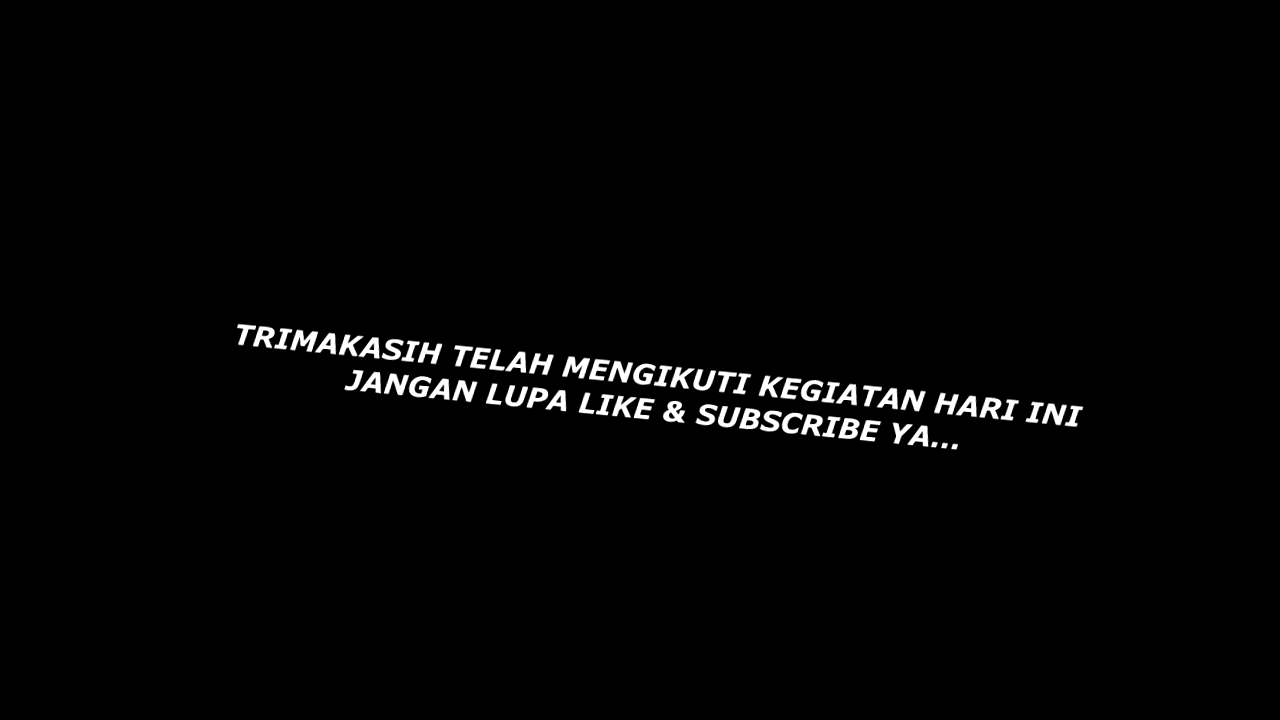 TRIMAKASIH TELAH MENGIKUTI KEGIATAN HARI INI
JANGAN LUPA LIKE & SUBSCRIBE YA...